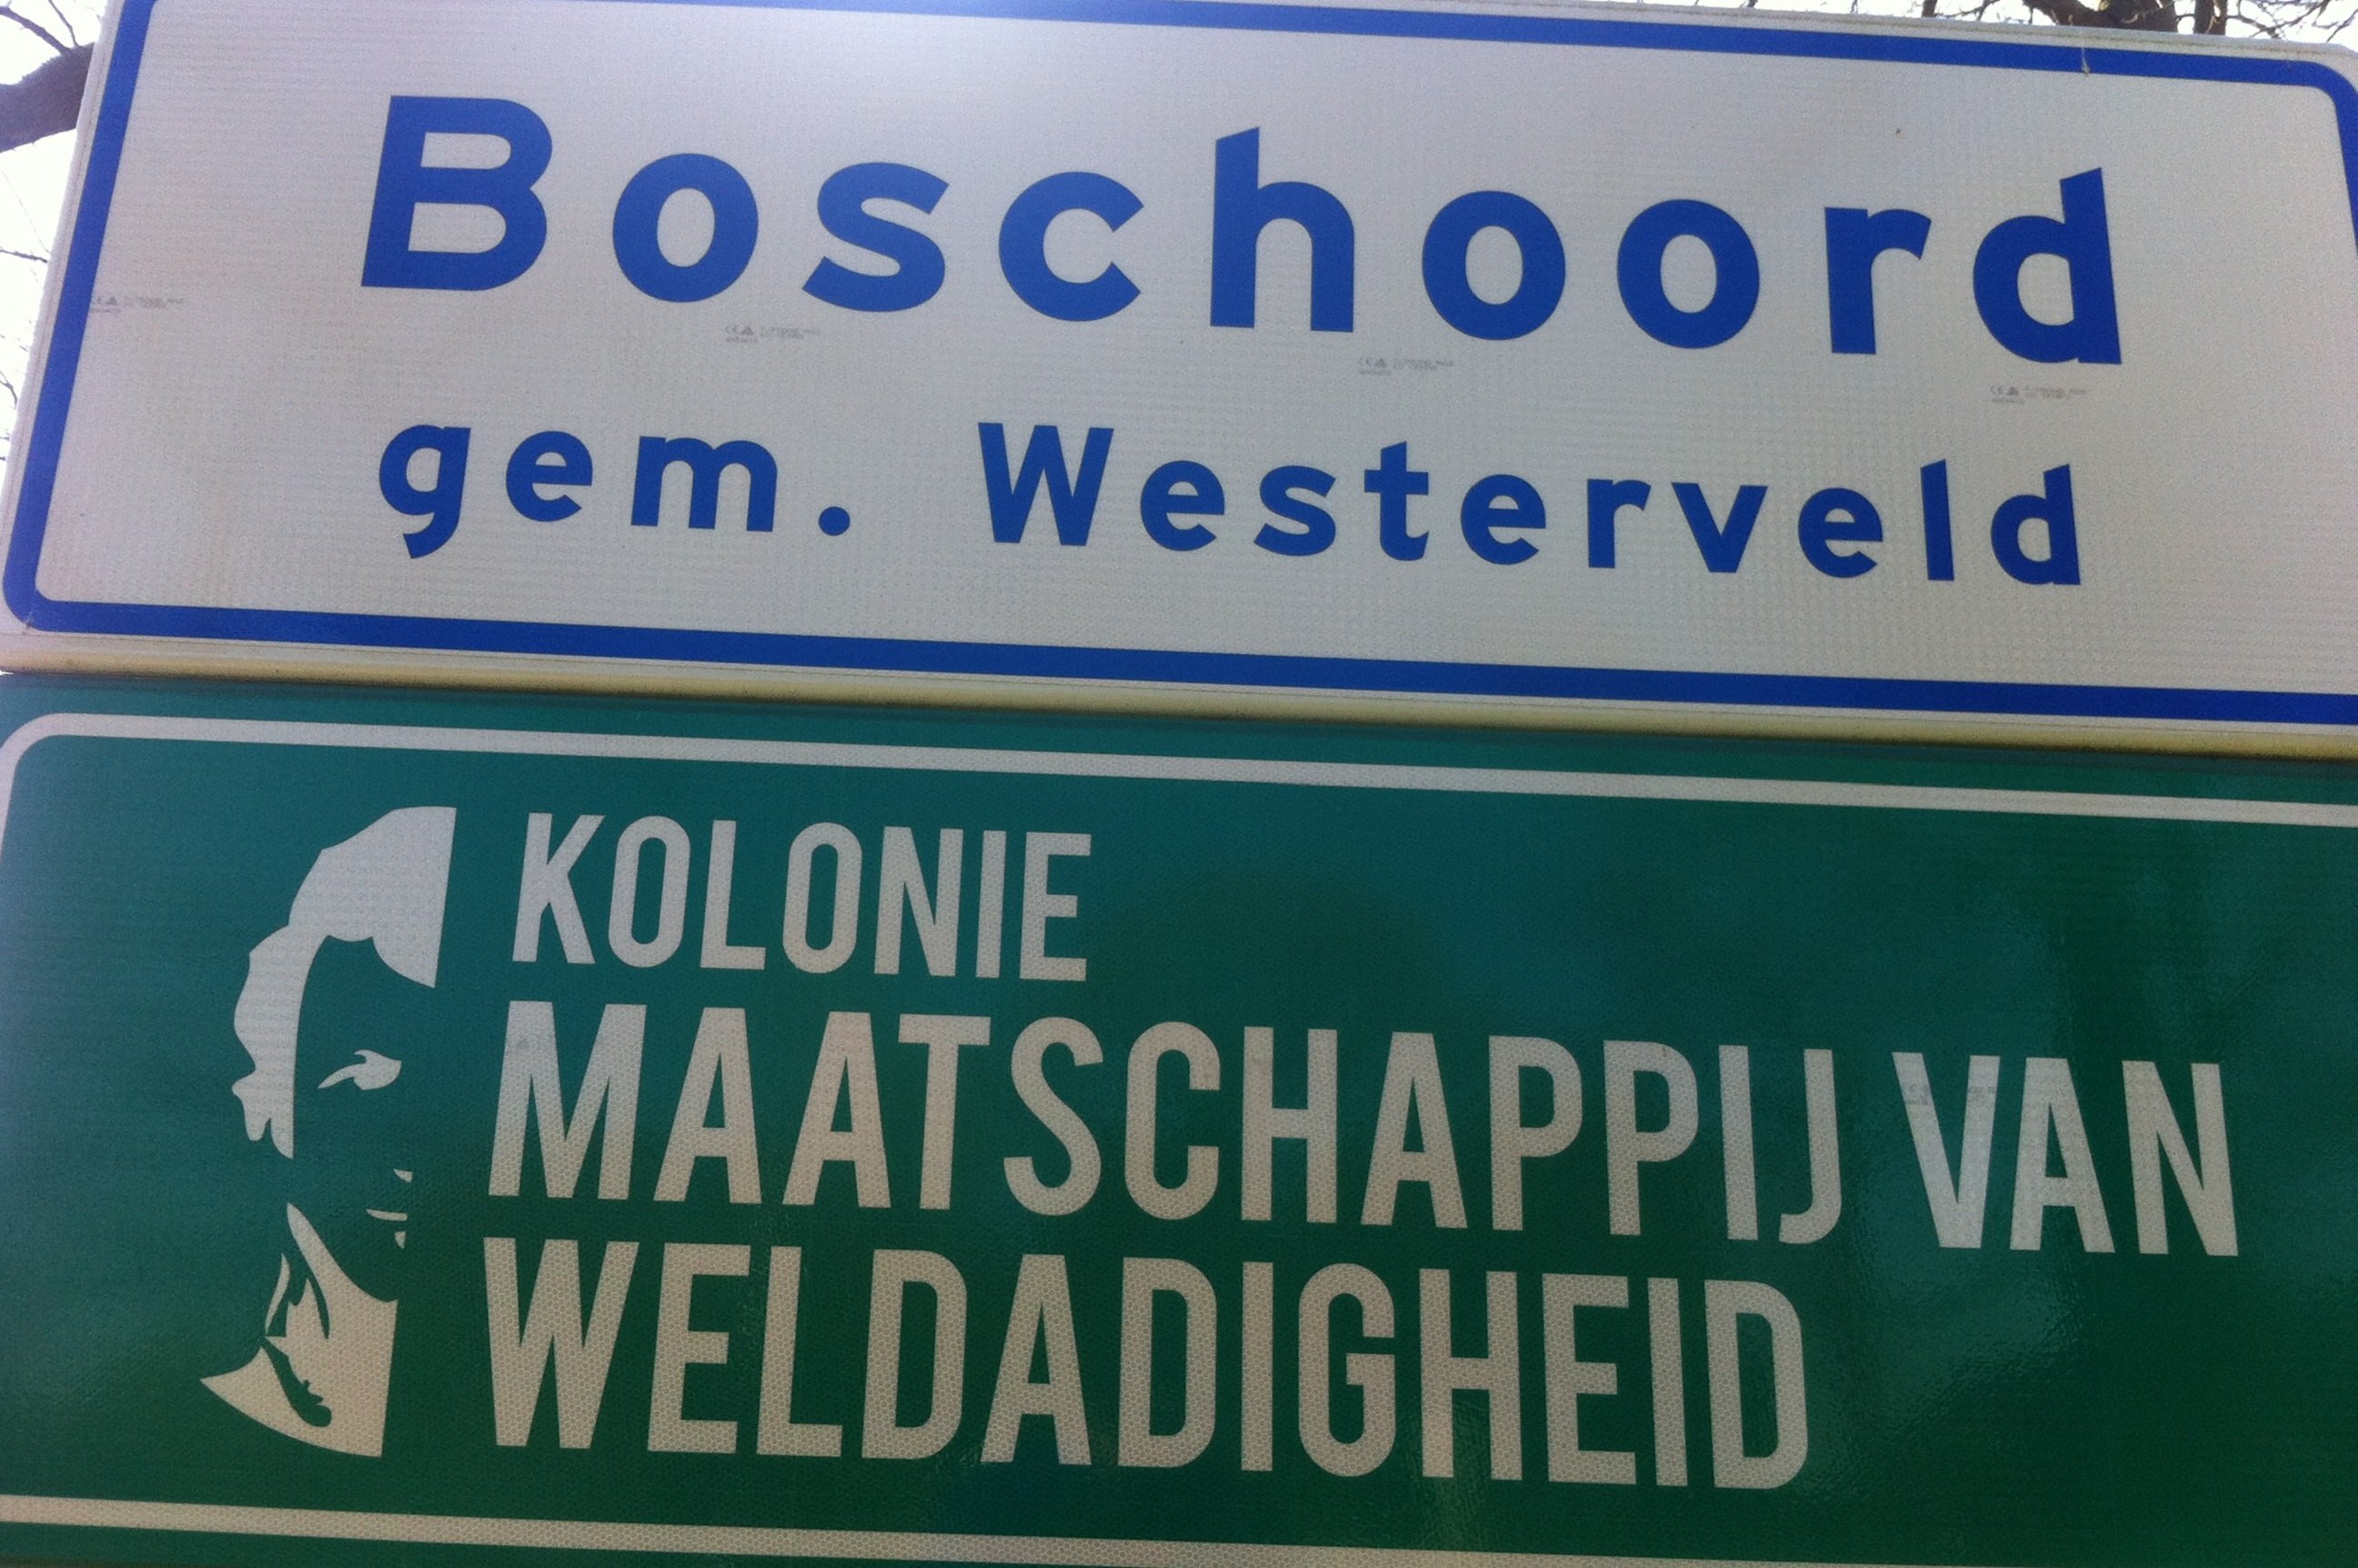 Boschoord
gem. Westerveld
KOLONIE
MAATSCHAPPIJ VAN
WELDADIGHEID